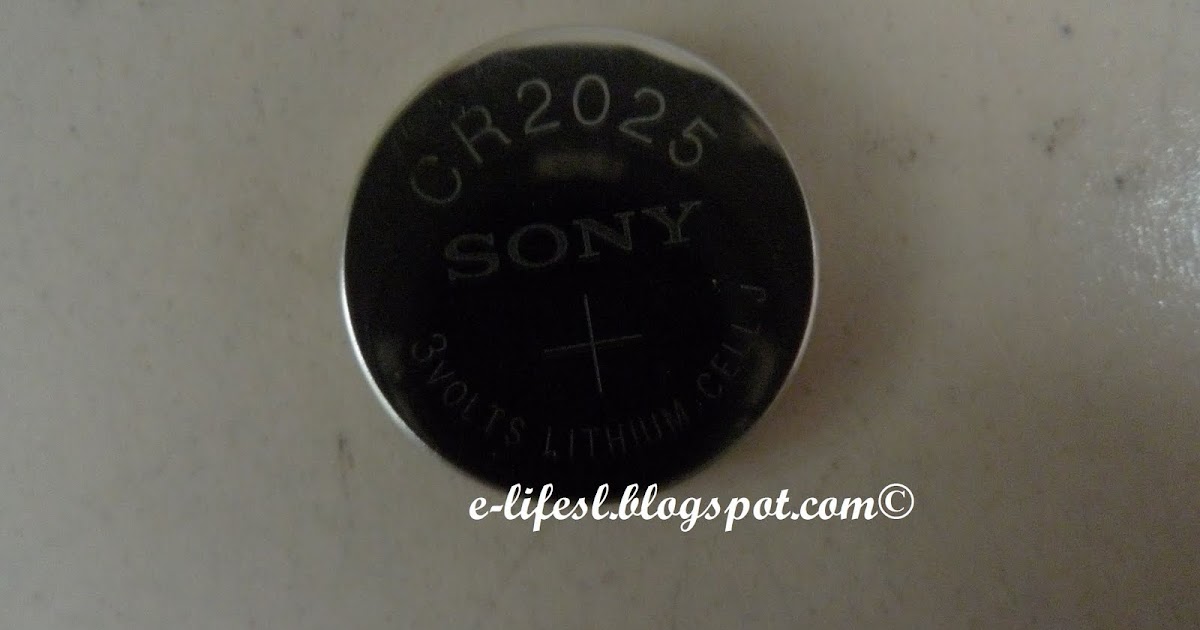 CR2025
SONY
3VOLTS LITHIUM CELL J
e-lifesl.blogspot.com©